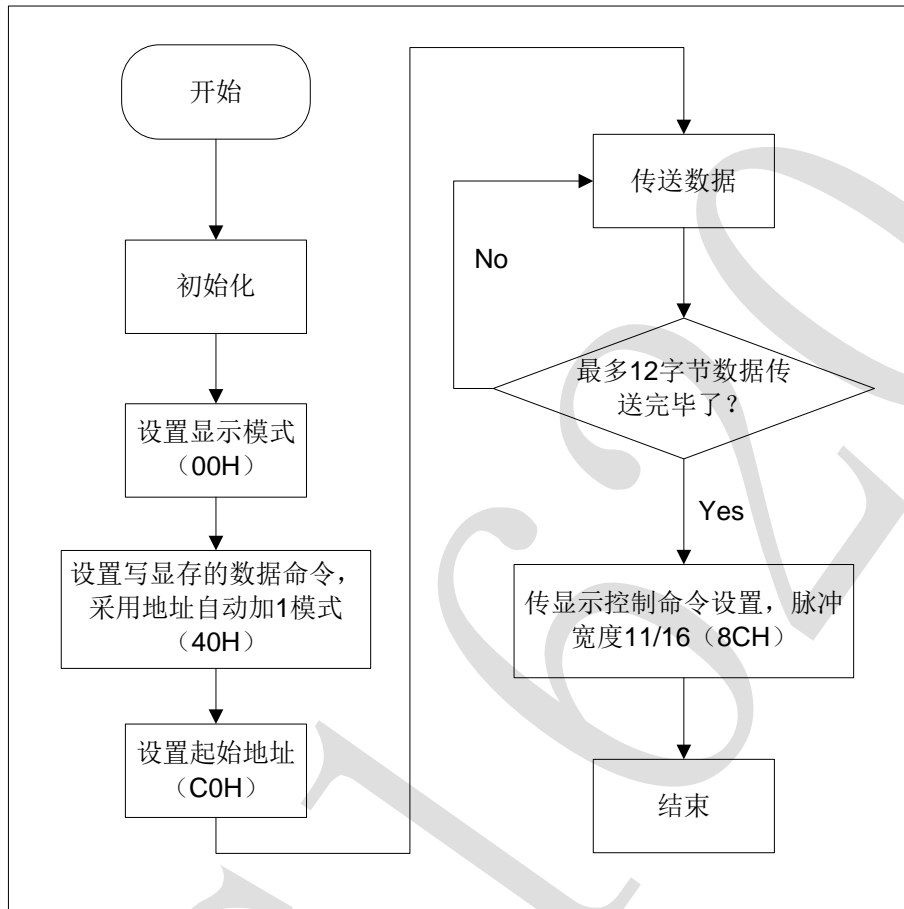 开始
初始化
设置显示模式
（00H）
设置写显存的数据命令，
采用地址自动加1模式
（40H）
设置起始地址
（C0H）
传送数据
No
最多12字节数据传
送完毕了？
Yes
传显示控制命令设置，脉冲
宽度11/16（8CH）
结束
1620